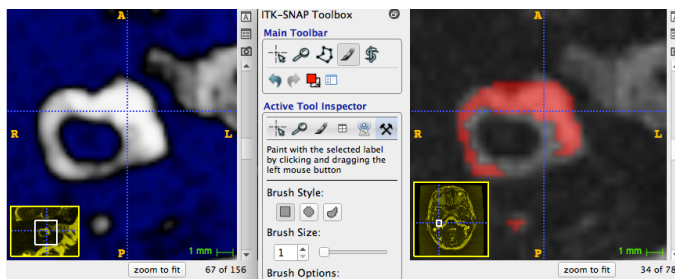 A
R
L
P
1 mm
zoom to fit
67 of 156
A
ITK-SNAP Toolbox
Main Toolbar
Active Tool Inspector
Paint with the selected label
by clicking and dragging the
left mouse button
Brush Style:
Brush Size:
1
Brush Options:
A
R
L
P
1 mm
zoom to fit
34 of 78
A